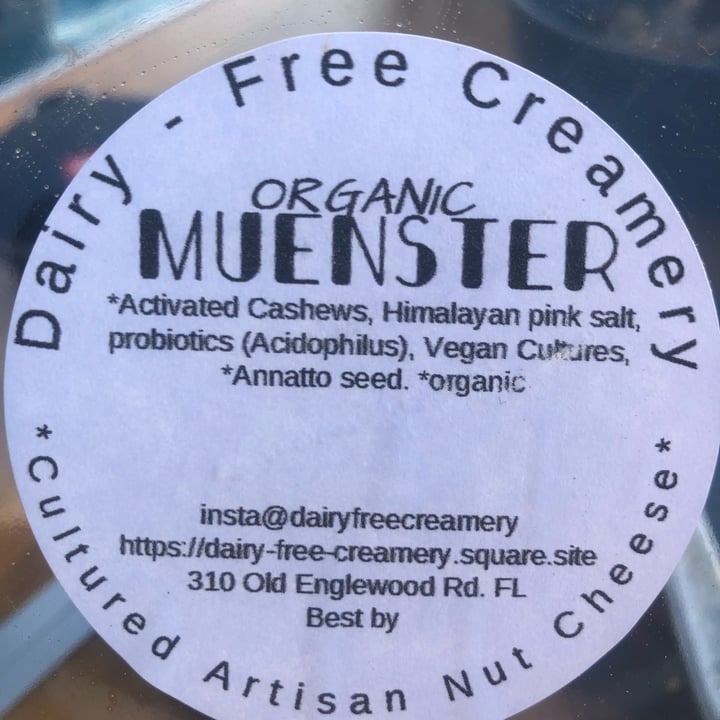 Dairy - Free Creamery
ORGANIC
MUENSTER
*Activated Cashews, Himalayan pink salt,
probiotics (Acidophilus), Vegan Cultures,
*Annatto seed. *organic
insta@dairyfreecreamery
https://dairy-free-creamery.square.site
310 Old Englewood Rd. FL
Best by
*Cultured Artisan Nut Cheese*